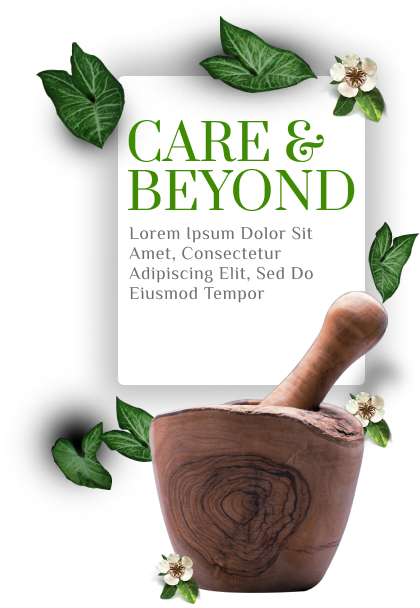 CARE &
BEYOND
Lorem Ipsum Dolor Sit
Amet, Consectetur
Adipiscing Elit, Sed Do
Eiusmod Tempor